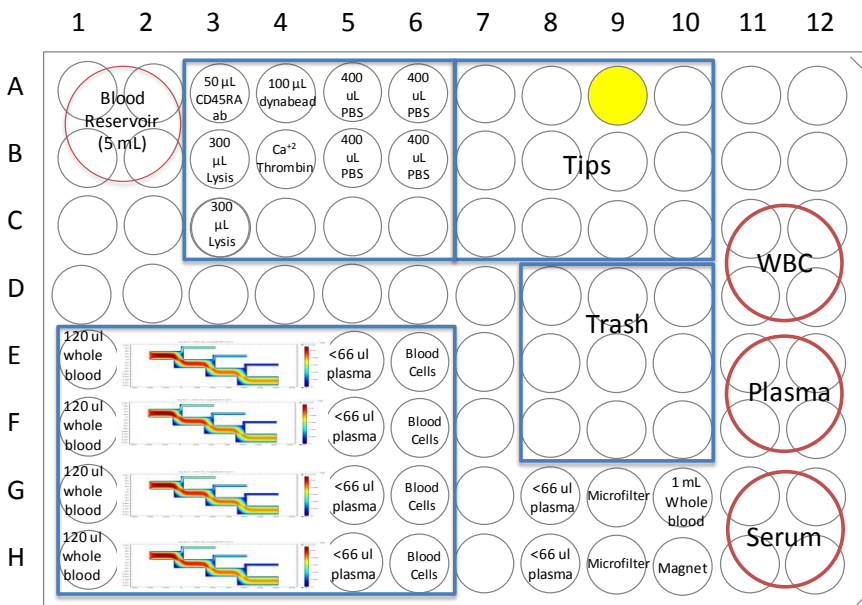 1 2 3 4 5 6 7 8 9 10 11 12
A
B
C
D
E
F
G
H
Blood
Reservoir
(5 mL)
50 µL
CD45RA
ab
100 µL
dynabead
400
uL
PBS
400
uL
PBS
300
µL
Lysis
Ca+2
Thrombin
400
uL
PBS
400
uL
PBS
300
µL
Lysis
Tips
WBC
Trash
120 ul
whole
blood
<66 ul
plasma
Blood
Cells
120 ul
whole
blood
<66 ul
plasma
Blood
Cells
Plasma
120 ul
whole
blood
<66 ul
plasma
Blood
Cells
<66 ul
plasma
Microfilter
1 mL
Whole
blood
120 ul
whole
blood
<66 ul
plasma
Blood
Cells
<66 ul
plasma
Microfilter
Magnet
Serum